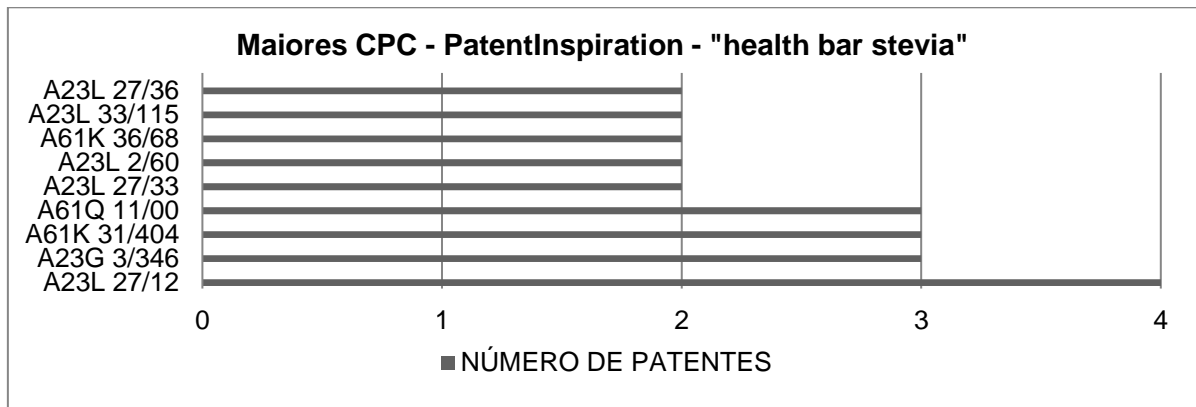 Maiores CPC - PatentInspiration - "health bar stevia"
A23L 27/36
A23L 33/115
A61K 36/68
A23L 2/60
A23L 27/33
A61Q 11/00
A61K 31/404
A23G 3/346
A23L 27/12
0 1 2 3 4
NÚMERO DE PATENTES